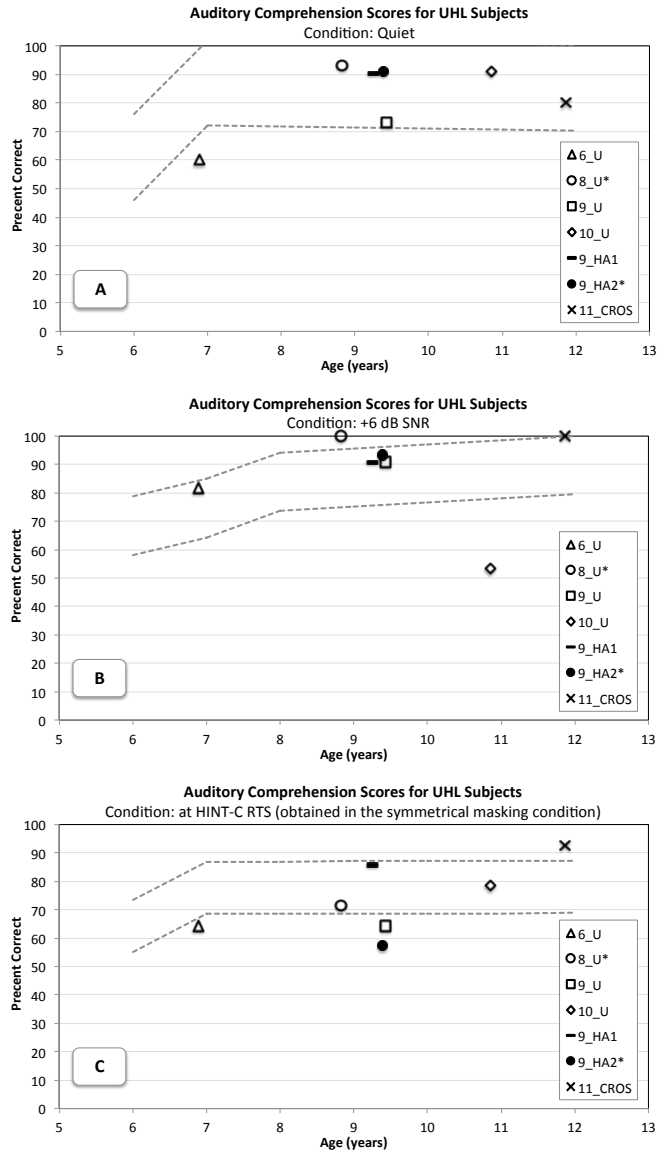 Auditory Comprehension Scores for UHL Subjects
Condition: Quiet
Precent Correct
100
90
80
70
60
50
40
30
20
10
0
A
6_U
8_U*
9_U
10_U
9_HA1
9_HA2*
11_CROS
5 6 7 8 9 10 11 12 13
Age (years)
Auditory Comprehension Scores for UHL Subjects
Condition: +6 dB SNR
Precent Correct
100
90
80
70
60
50
40
30
20
10
0
B
6_U
8_U*
9_U
10_U
9_HA1
9_HA2*
11_CROS
5 6 7 8 9 10 11 12 13
Age (years)
Auditory Comprehension Scores for UHL Subjects
Condition: at HINT-C RTS (obtained in the symmetrical masking condition)
Precent Correct
100
90
80
70
60
50
40
30
20
10
0
C
6_U
8_U*
9_U
10_U
9_HA1
9_HA2*
11_CROS
5 6 7 8 9 10 11 12 13
Age (years)